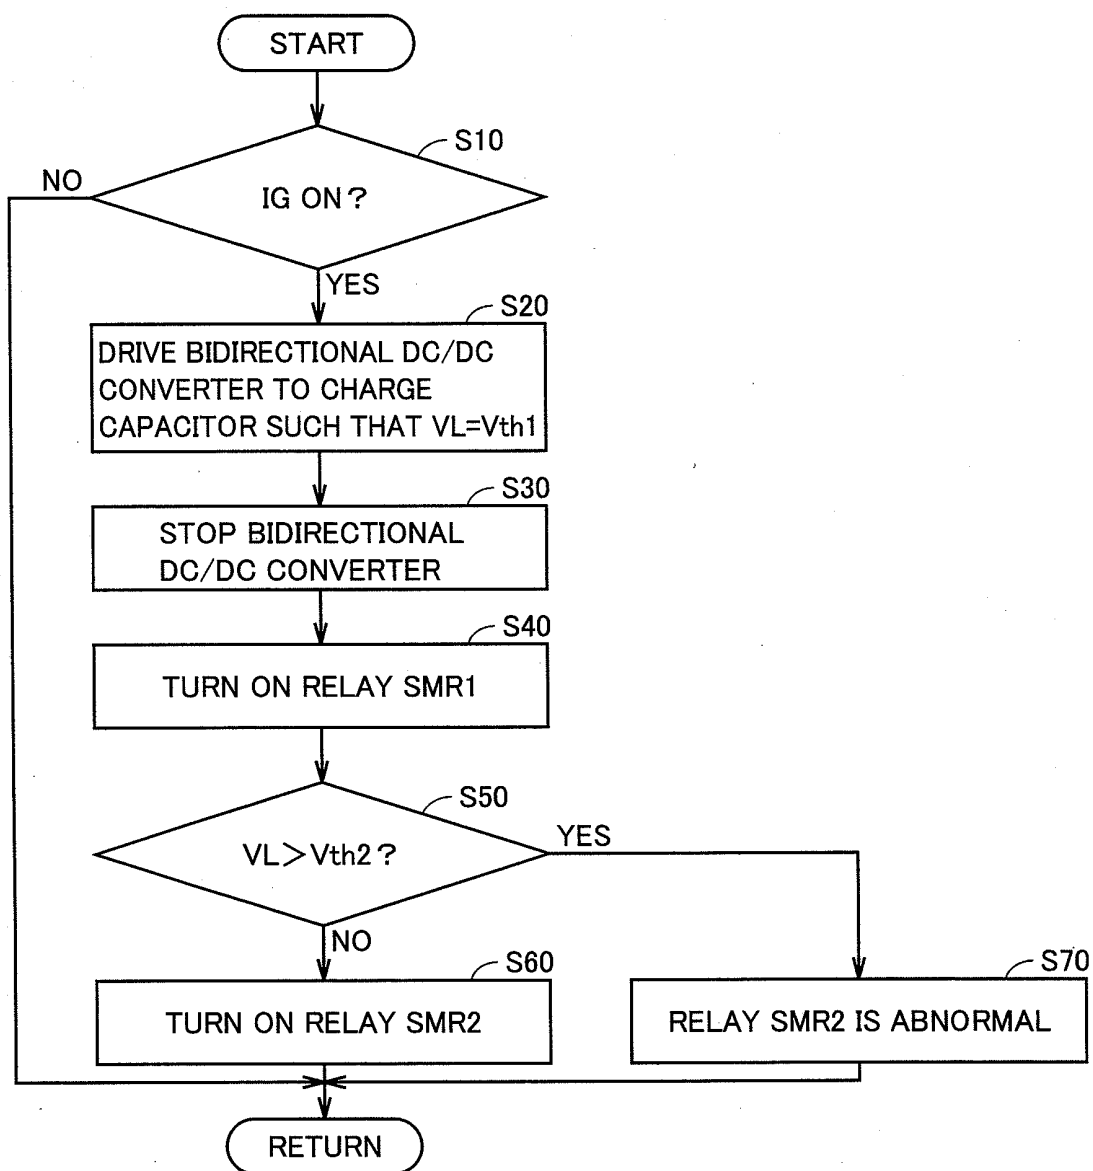 START
S10
NO
IG ON?
YES
S20
DRIVE BIDIRECTIONAL DC/DC
CONVERTER TO CHARGE
CAPACITOR SUCH THAT VL=Vth1
S30
STOP BIDIRECTIONAL
DC/DC CONVERTER
S40
TURN ON RELAY SMR1
S50
YES
VL>Vth2?
NO
S60
TURN ON RELAY SMR2
S70
RELAY SMR2 IS ABNORMAL
RETURN